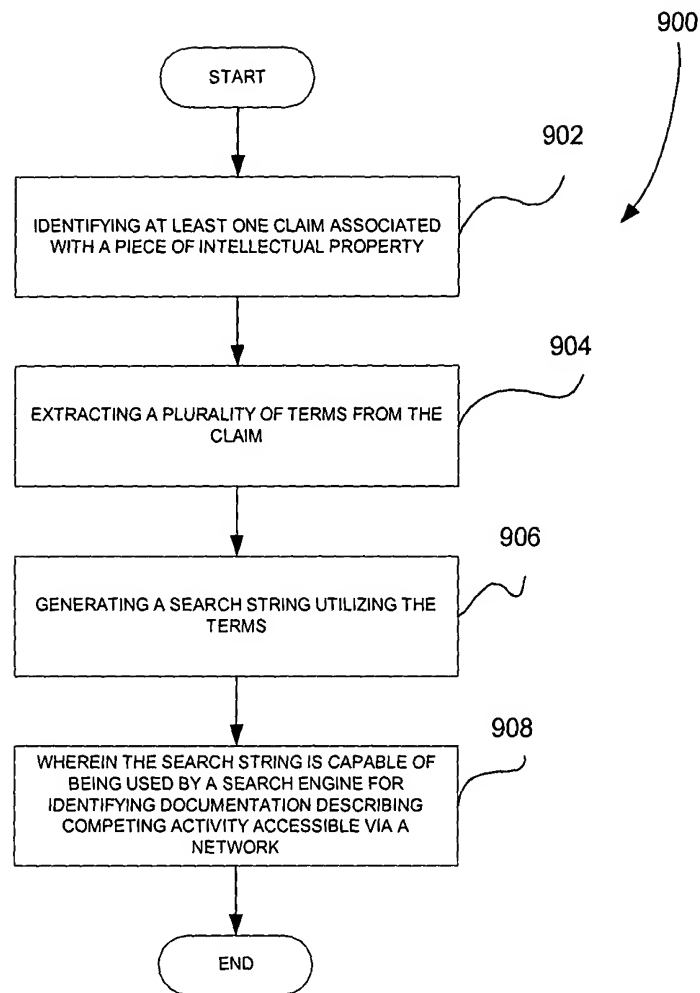 900
START
902
IDENTIFYING AT LEAST ONE CLAIM ASSOCIATED
WITH A PIECE OF INTELLECTUAL PROPERTY
904
EXTRACTING A PLURALITY OF TERMS FROM THE
CLAIM
906
GENERATING A SEARCH STRING UTILIZING THE
TERMS
908
WHEREIN THE SEARCH STRING IS CAPABLE OF
BEING USED BY A SEARCH ENGINE FOR
IDENTIFYING DOCUMENTATION DESCRIBING
COMPETING ACTIVITY ACCESSIBLE VIA A
NETWORK
END